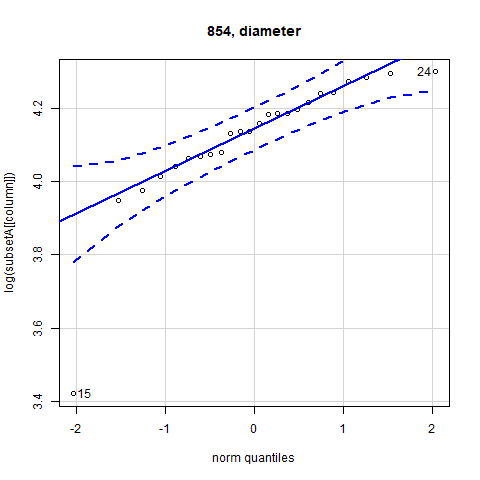 854, diameter
log(subsetA[[column]])
4.2
4.0
3.8
3.6
3.4
24
15
-2 -1 0 1 2
norm quantiles